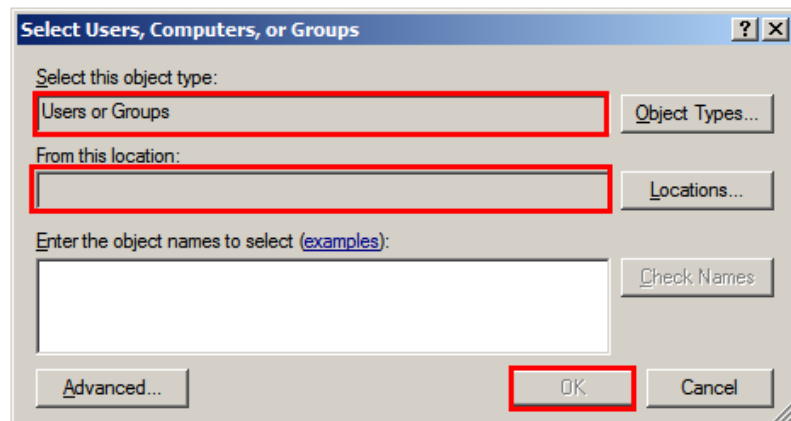 Select Users, Computers, or Groups
Select this object type:
Users or Groups
Object Types...
From this location:
Locations...
Enter the object names to select (examples):
Check Names
Advanced...
OK
Cancel